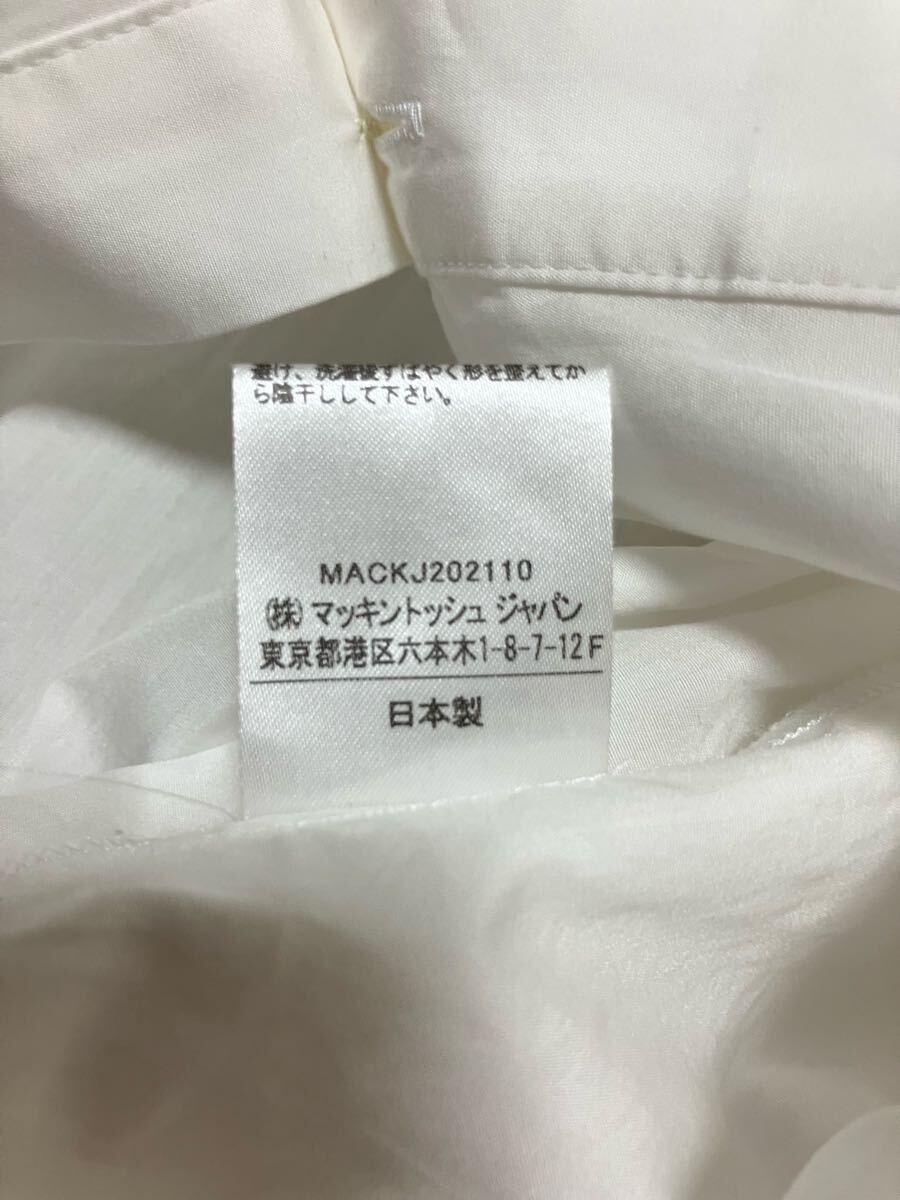 避け、洗濯後すばやく形を整えてか
ら陰干しして下さい。
MACKJ202110
(株)マッキントッシュ ジャパン
東京都港区六本木1-8-7-12F
日本製